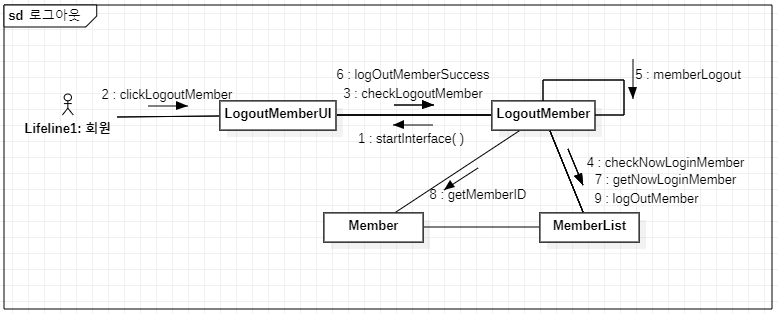 sd 로그아웃
6 : logOutMemberSuccess
5 : memberLogout
2 : clickLogoutMember
3 : checkLogoutMember
LogoutMemberUI
LogoutMember
Lifeline1: 회원
1 : startInterface( )
4 : checkNowLoginMember
7 : getNowLoginMember
8 : getMemberID
9 : logOutMember
Member
MemberList